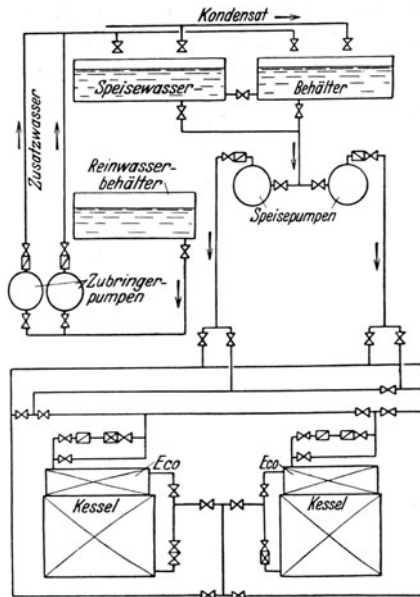 Kondensat
Speisewasser
Behälter
Zusatzwasser
Reinwasser-
behälter
Speisepumpen
Zubringer-
pumpen
Eco
Eco
Kessel
Kessel